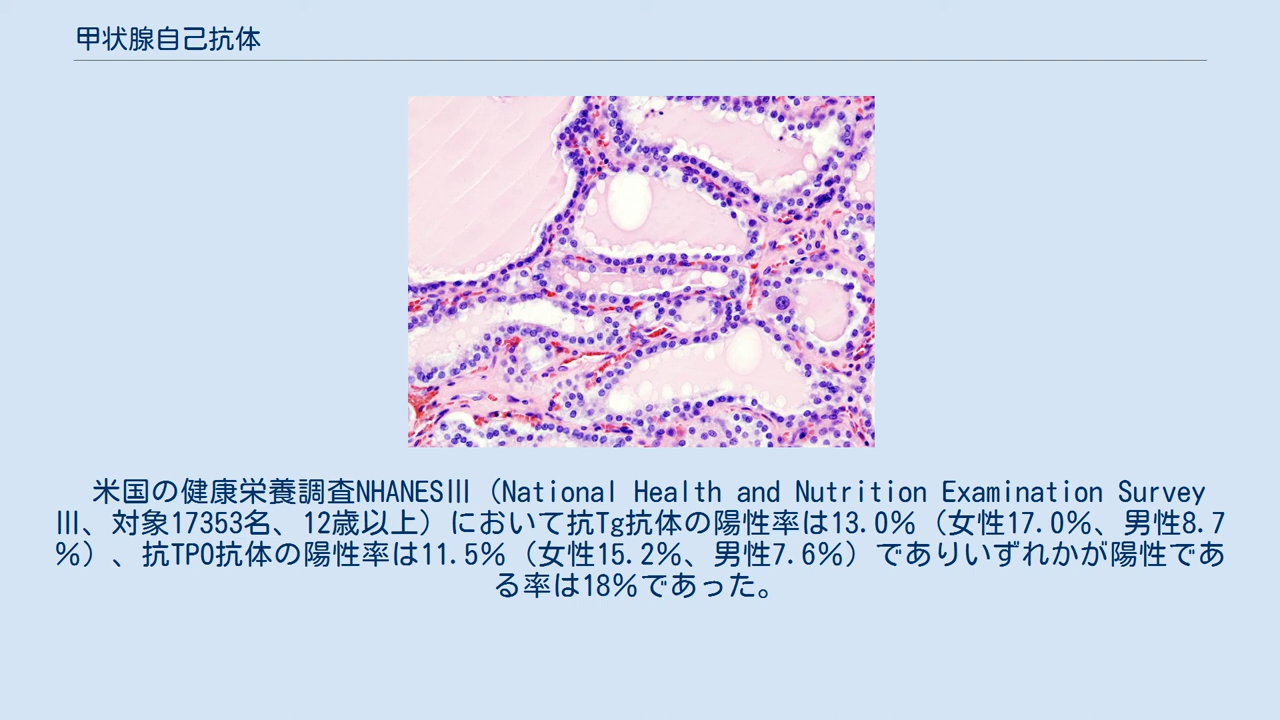 甲状腺自己抗体
米国の健康栄養調査NHANESⅢ（National Health and Nutrition Examination Survey
Ⅲ、対象17353名、12歳以上）において抗Tg抗体の陽性率は13.0%（女性17.0%、男性8.7
%）、抗TPO抗体の陽性率は11.5%（女性15.2%、男性7.6%）でありいずれかが陽性であ
る率は18%であった。